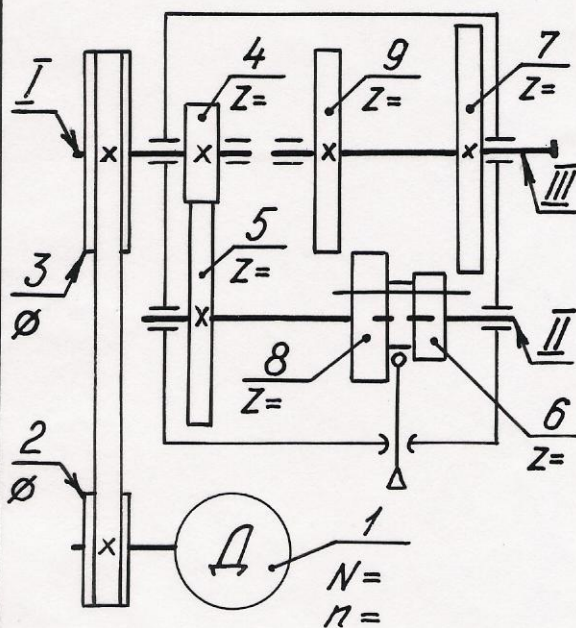 I
4
Z=
9
Z=
7
Z=
III
3
Ø
5
Z=
8
Z=
II
6
Z=
2
Ø
Д
1
N=
n=